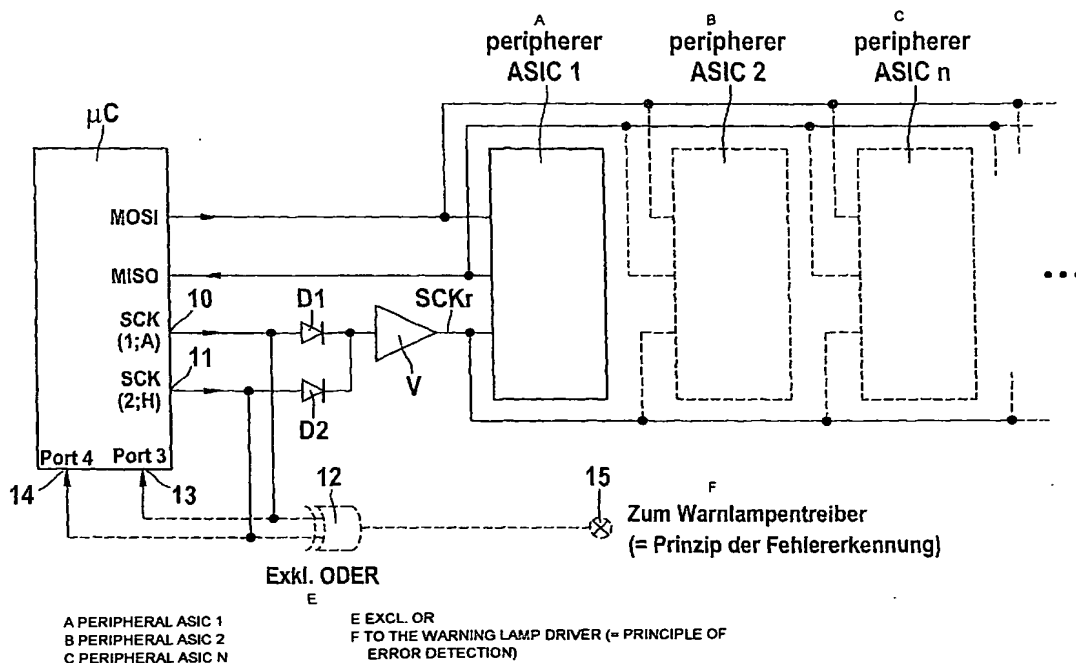 A B C
peripherer peripherer peripherer
ASIC 1 ASIC 2 ASIC n
µC
MOSI
MISO
10 D1 SCKr
SCK
(1;A)
11 V
SCK
(2;H)
D2
Port 4 Port 3
14 13 12 15 F
Zum Warnlampentreiber
(= Prinzip der Fehlererkennung)
Exkl. ODER
E
A PERIPHERAL ASIC 1
B PERIPHERAL ASIC 2
C PERIPHERAL ASIC N
E EXCL. OR
F TO THE WARNING LAMP DRIVER (= PRINCIPLE OF
ERROR DETECTION)